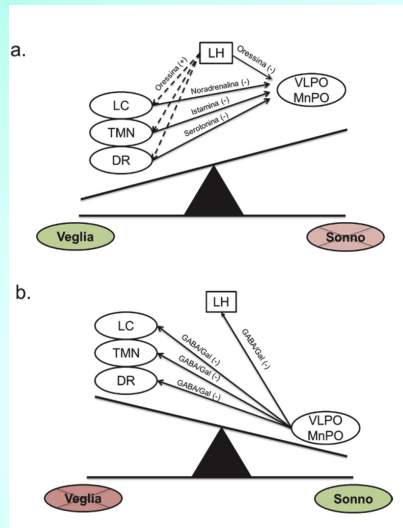 a.
LH
Oressina (+)
Oressina (-)
VLPO
MnPO
LC
Noradrenalina (-)
TMN
Istamina (-)
DR
Serotonina (-)
Veglia
Sonno
b.
LH
LC
GABA/Gal (-)
GABA/Gal (-)
TMN
GABA/Gal (-)
DR
GABA/Gal (-)
VLPO
MnPO
Veglia
Sonno